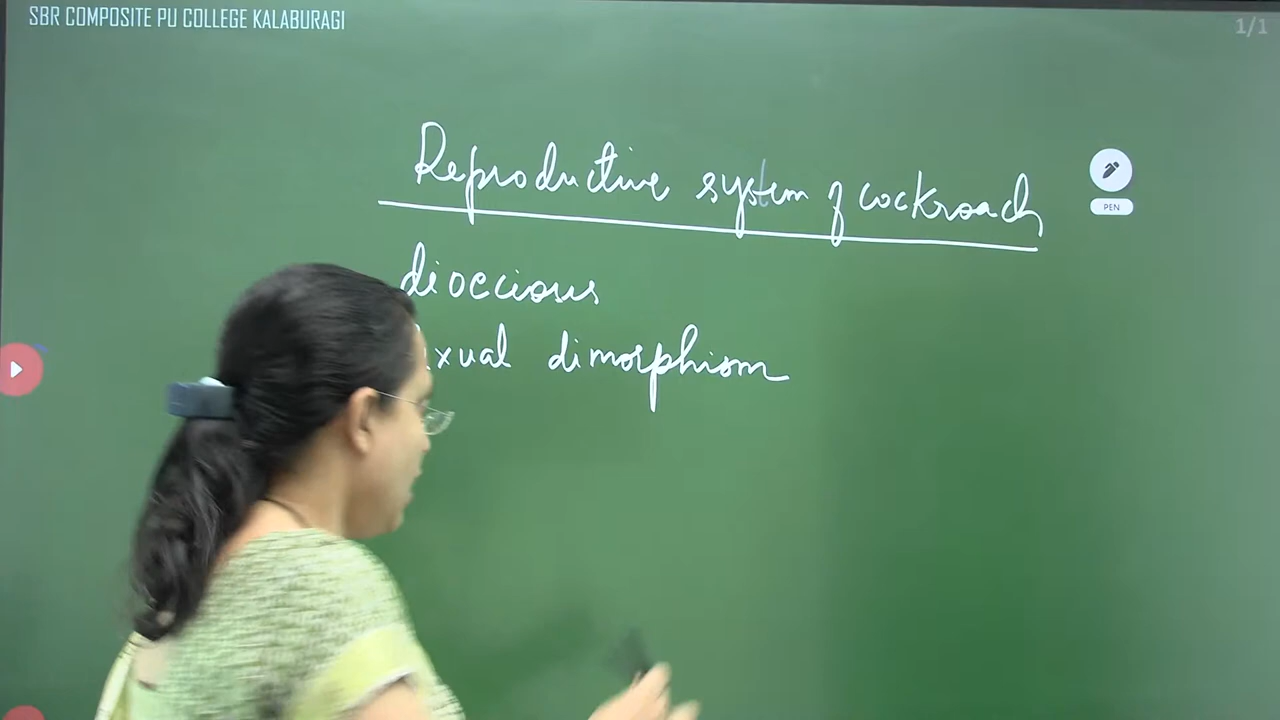 SBR COMPOSITE PU COLLEGE KALABURAGI
1/1
Reproductive system of cockroach
PEN
dioecious
xual dimorphism